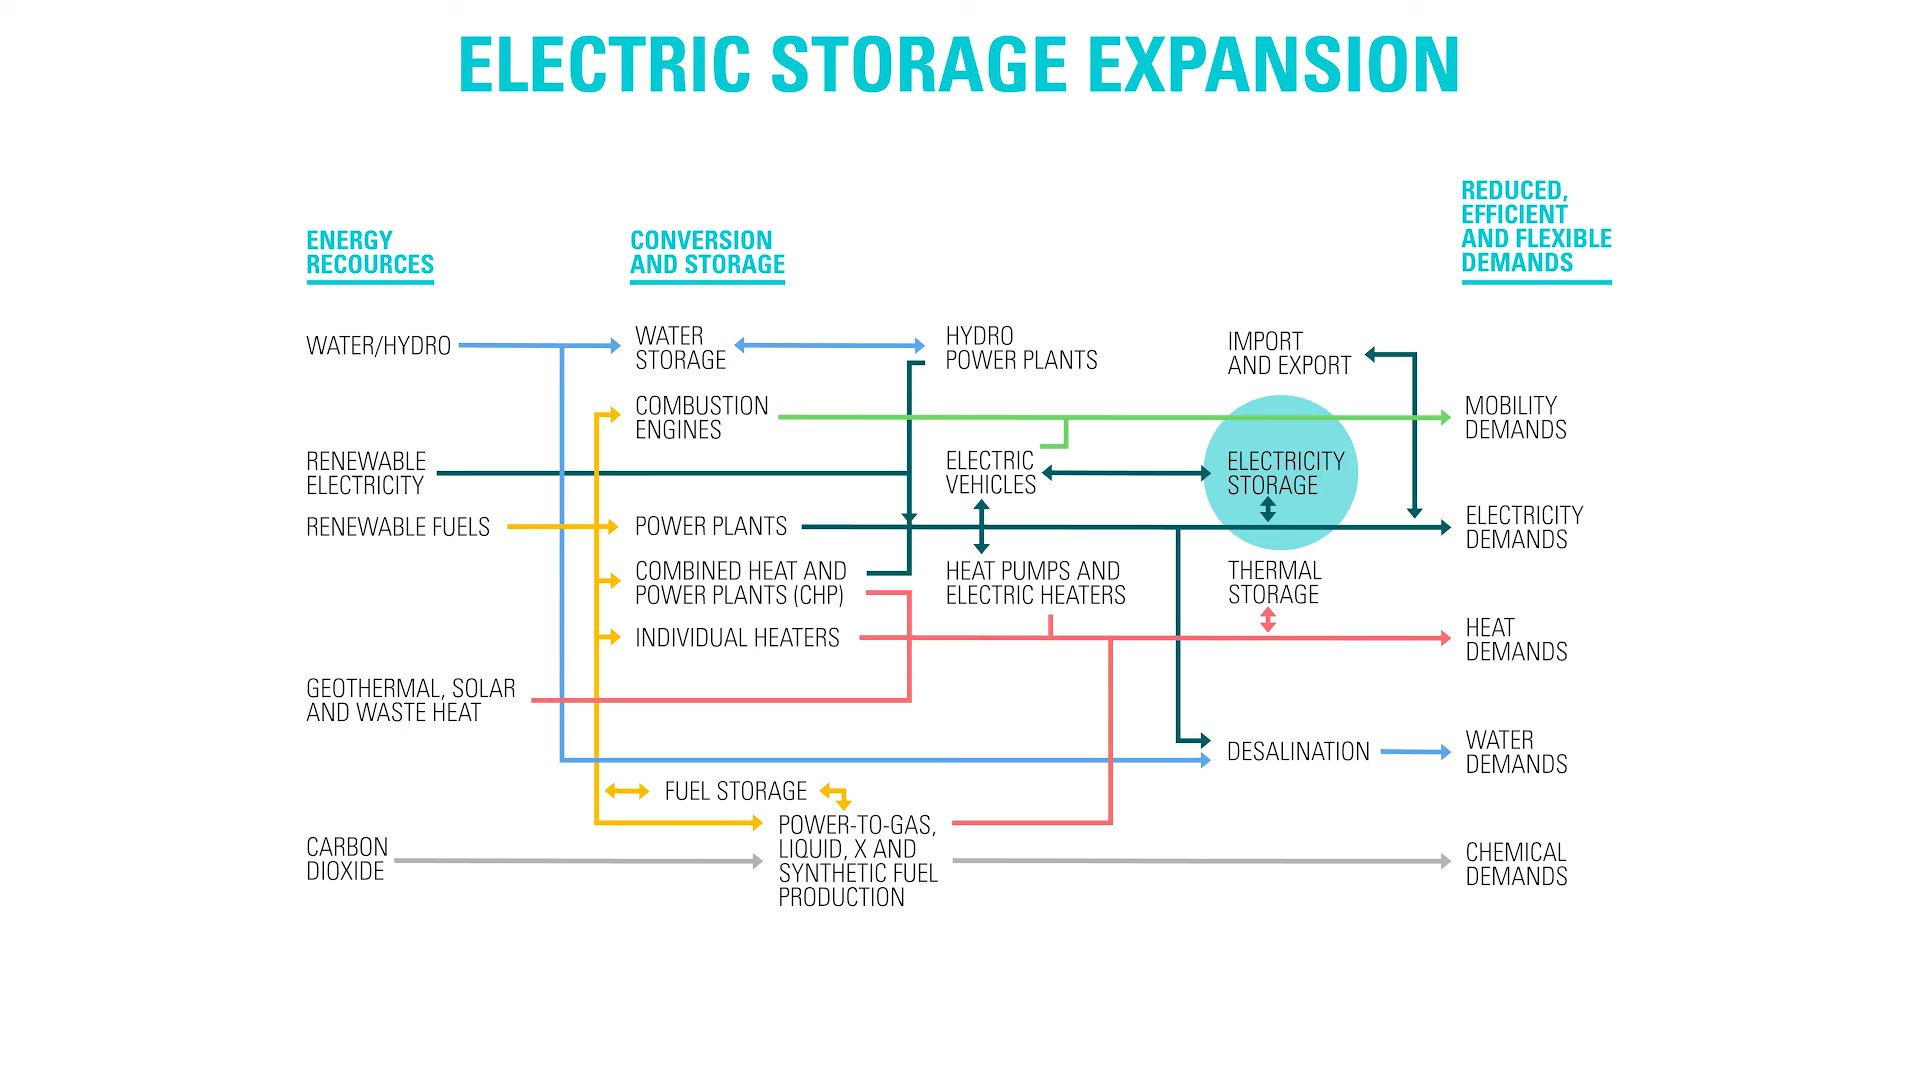 ELECTRIC STORAGE EXPANSION
ENERGY
RECOURCES
CONVERSION
AND STORAGE
REDUCED,
EFFICIENT
AND FLEXIBLE
DEMANDS
WATER/HYDRO
WATER
STORAGE
HYDRO
POWER PLANTS
IMPORT
AND EXPORT
COMBUSTION
ENGINES
MOBILITY
DEMANDS
RENEWABLE
ELECTRICITY
ELECTRIC
VEHICLES
ELECTRICITY
STORAGE
RENEWABLE FUELS
POWER PLANTS
ELECTRICITY
DEMANDS
COMBINED HEAT AND
POWER PLANTS (CHP)
HEAT PUMPS AND
ELECTRIC HEATERS
THERMAL
STORAGE
INDIVIDUAL HEATERS
HEAT
DEMANDS
GEOTHERMAL, SOLAR
AND WASTE HEAT
DESALINATION
WATER
DEMANDS
FUEL STORAGE
POWER-TO-GAS,
LIQUID, X AND
SYNTHETIC FUEL
PRODUCTION
CARBON
DIOXIDE
CHEMICAL
DEMANDS